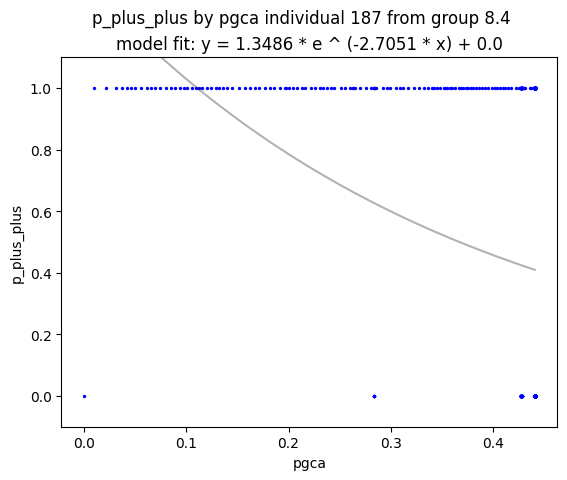 p_plus_plus by pgca individual 187 from group 8.4
model fit: y = 1.3486 * e ^ (-2.7051 * x) + 0.0
1.0
0.8
0.6
0.4
0.2
0.0
p_plus_plus
0.0 0.1 0.2 0.3 0.4
pgca